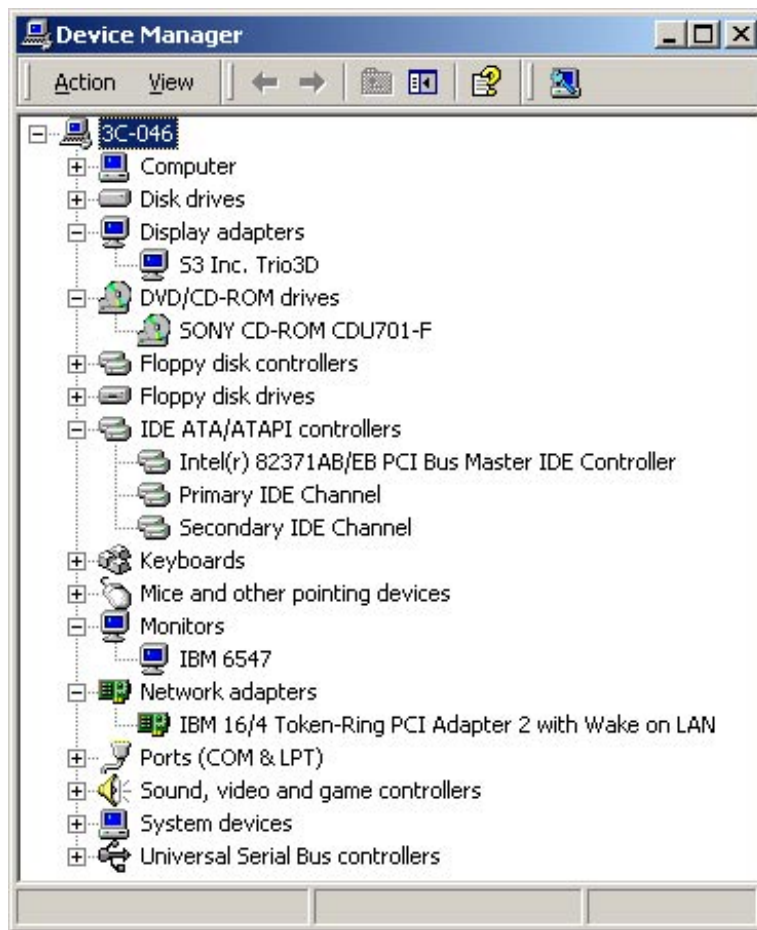 Device Manager
Action View
3C-046
Computer
Disk drives
Display adapters
S3 Inc. Trio3D
DVD/CD-ROM drives
SONY CD-ROM CDU701-F
Floppy disk controllers
Floppy disk drives
IDE ATA/ATAPI controllers
Intel(r) 82371AB/EB PCI Bus Master IDE Controller
Primary IDE Channel
Secondary IDE Channel
Keyboards
Mice and other pointing devices
Monitors
IBM 6547
Network adapters
IBM 16/4 Token-Ring PCI Adapter 2 with Wake on LAN
Ports (COM & LPT)
Sound, video and game controllers
System devices
Universal Serial Bus controllers